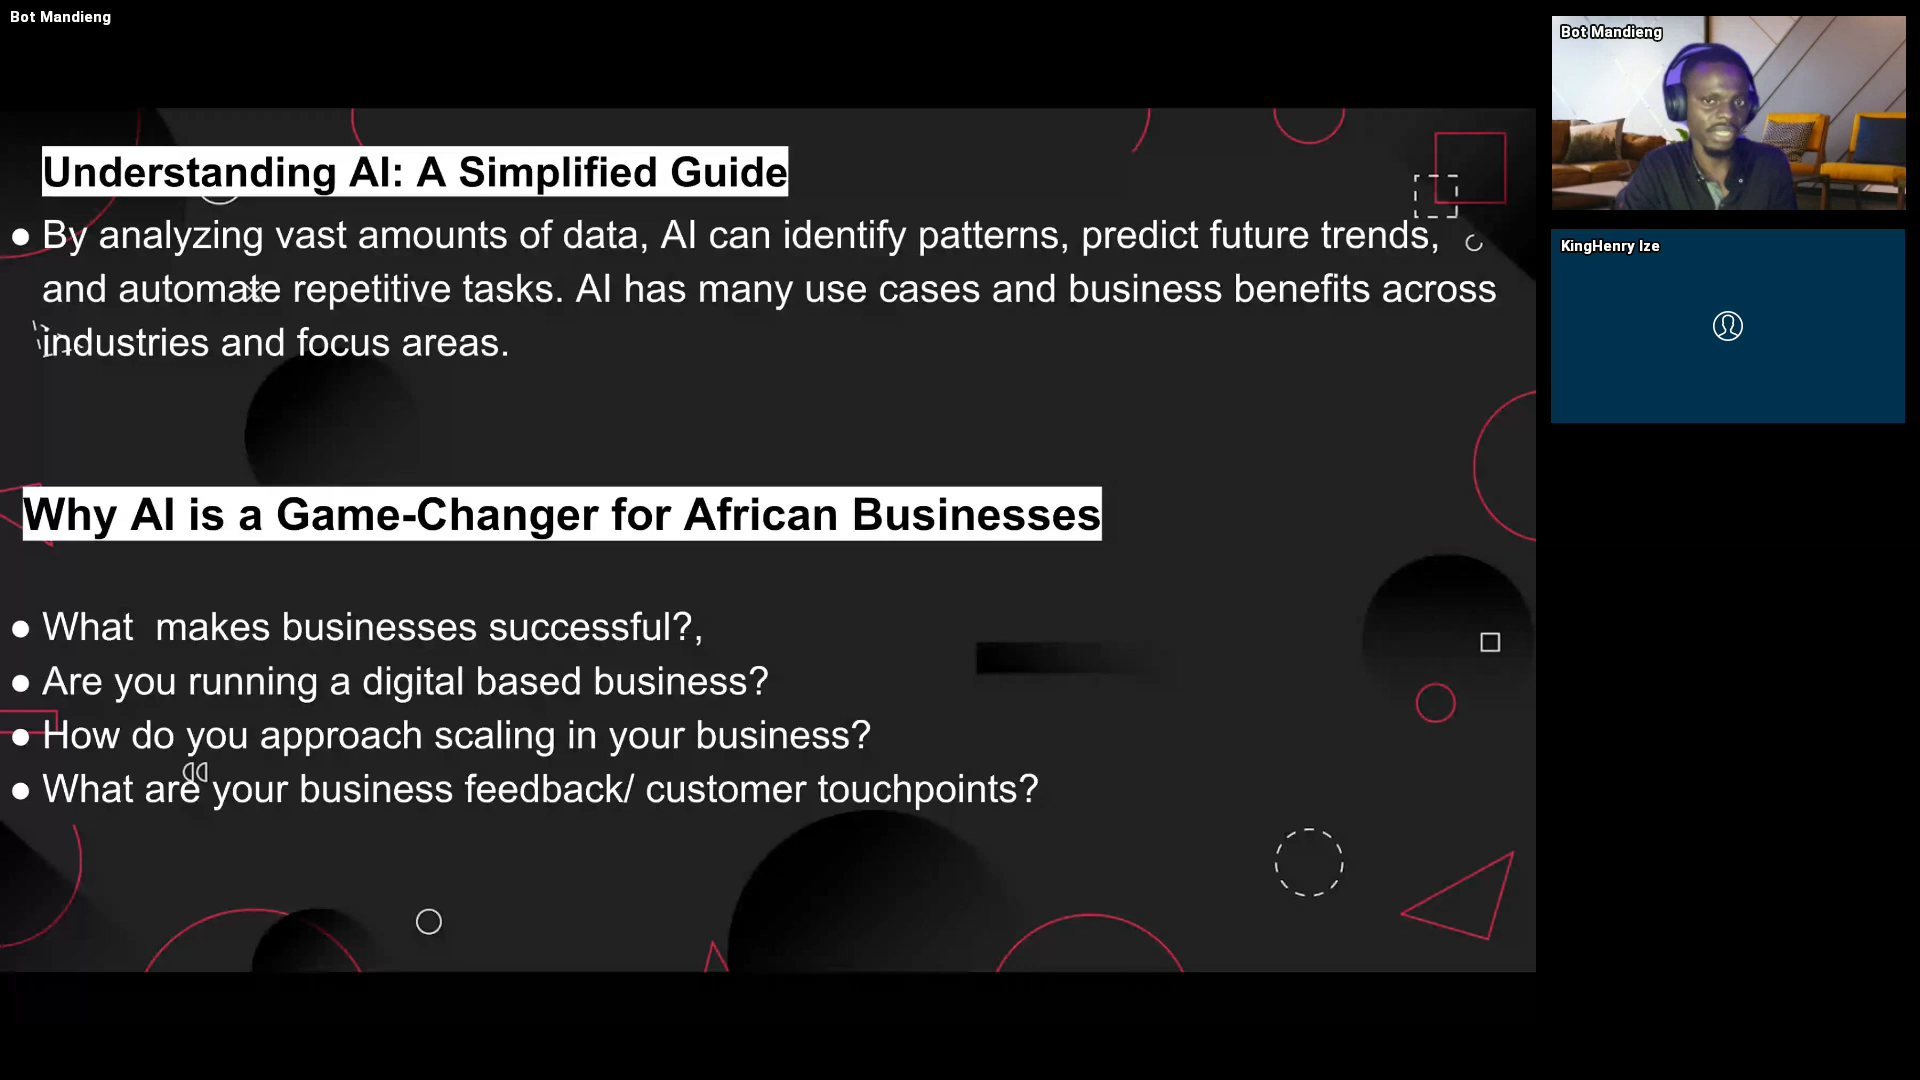 Bot Mandieng
Understanding AI: A Simplified Guide
● By analyzing vast amounts of data, AI can identify patterns, predict future trends,
and automate repetitive tasks. AI has many use cases and business benefits across
industries and focus areas.
Why AI is a Game-Changer for African Businesses
● What  makes businesses successful?,
● Are you running a digital based business?
● How do you approach scaling in your business?
● What are your business feedback/ customer touchpoints?
Bot Mandieng
KingHenry Ize